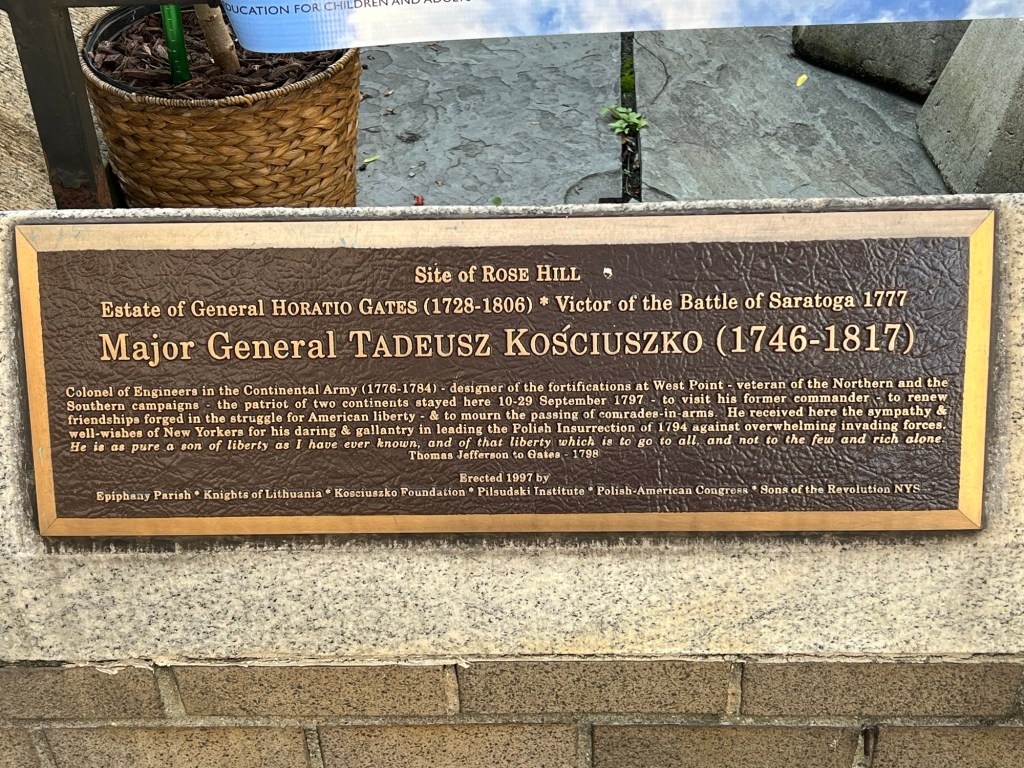 EDUCATION FOR CHILDREN AND ADULTS
Site of ROSE HILL
Estate of General HORATIO GATES (1728-1806) * Victor of the Battle of Saratoga 1777
Major General TADEUSZ KOŚCIUSZKO (1746-1817)
Colonel of Engineers in the Continental Army (1776-1784) - designer of the fortifications at West Point - veteran of the Northern and the
Southern campaigns - the patriot of two continents stayed here 10-29 September 1797 - to visit his former commander - to renew
friendships forged in the struggle for American liberty - & to mourn the passing of comrades-in-arms. He received here the sympathy &
well-wishes of New Yorkers for his daring & gallantry in leading the Polish Insurrection of 1794 against overwhelming invading forces.
He is as pure a son of liberty as I have ever known, and of that liberty which is to go to all, and not to the few and rich alone.
Thomas Jefferson to Gates - 1798
Erected 1997 by
Epiphany Parish * Knights of Lithuania * Kosciuszko Foundation * Pilsudski Institute * Polish-American Congress * Sons of the Revolution NYS